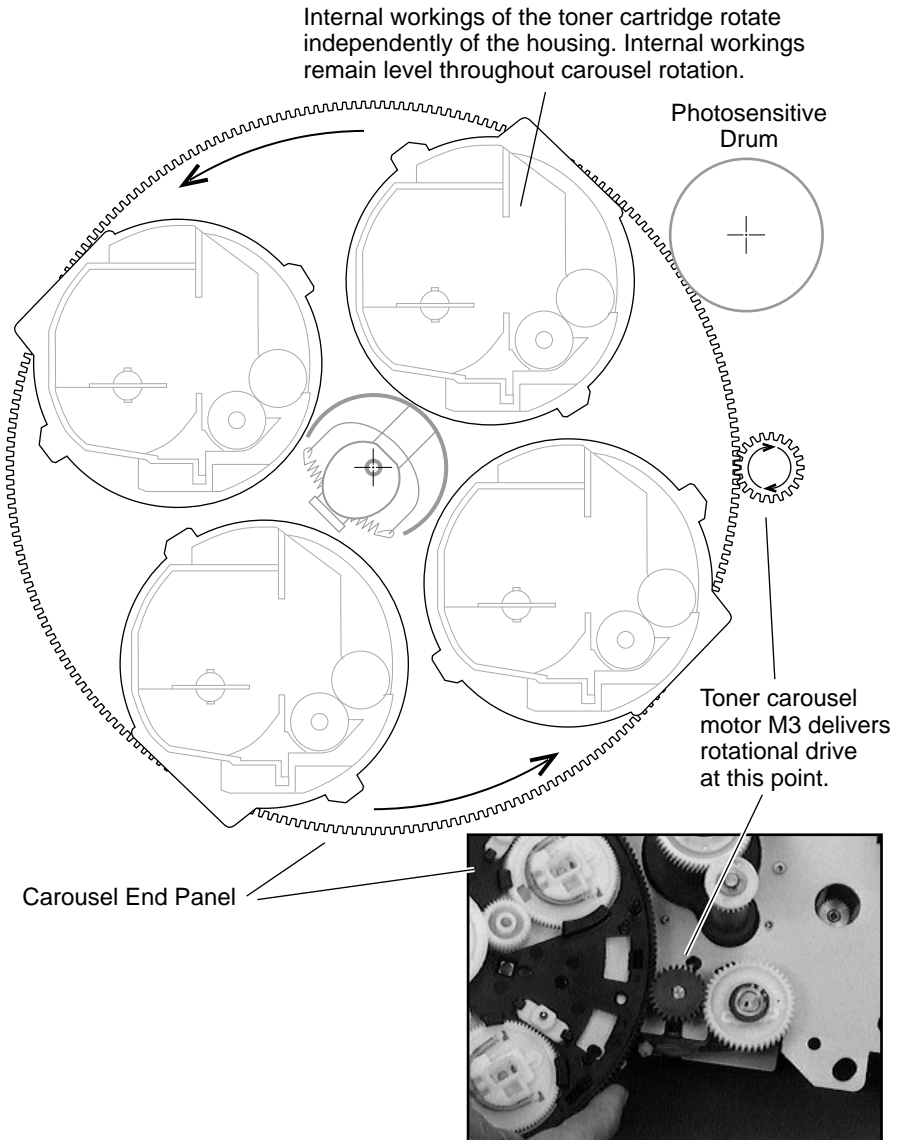 Internal workings of the toner cartridge rotate
independently of the housing. Internal workings
remain level throughout carousel rotation.
Photosensitive
Drum
Toner carousel
motor M3 delivers
rotational drive
at this point.
Carousel End Panel